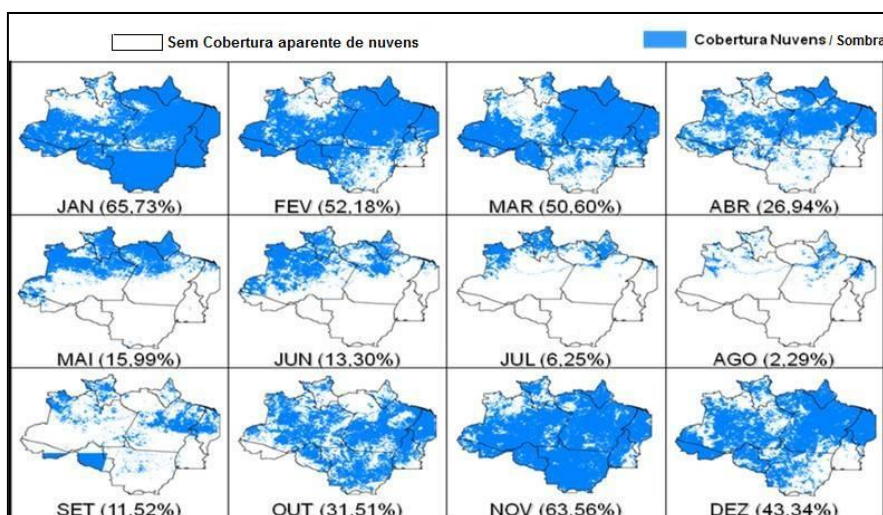 Sem Cobertura aparente de nuvens
Cobertura Nuvens / Sombra
JAN (65,73%)
FEV (52,18%)
MAR (50,60%)
ABR (26,94%)
MAI (15,99%)
JUN (13,30%)
JUL (6,25%)
AGO (2,29%)
SET (11,52%)
OUT (31,51%)
NOV (63,56%)
DEZ (43,34%)